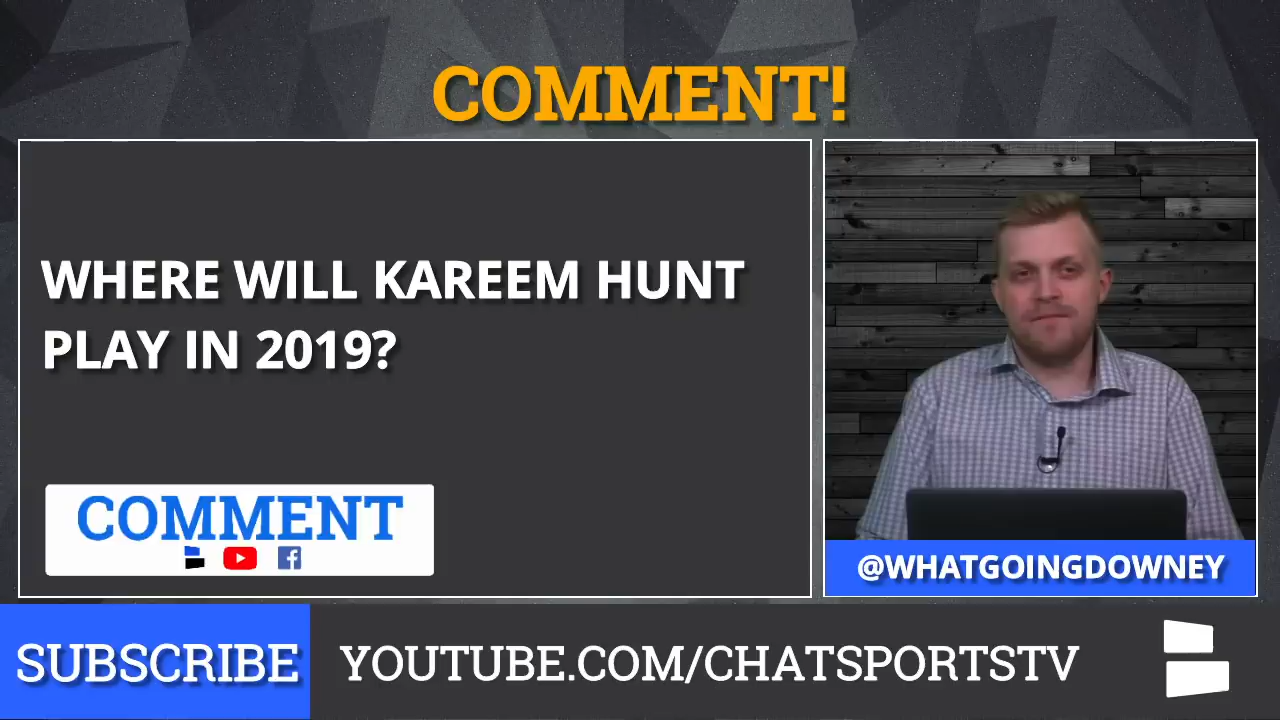 COMMENT!
WHERE WILL KAREEM HUNT
PLAY IN 2019?
COMMENT
@WHATGOINGDOWNEY
SUBSCRIBE
YOUTUBE.COM/CHATSPORTSTV